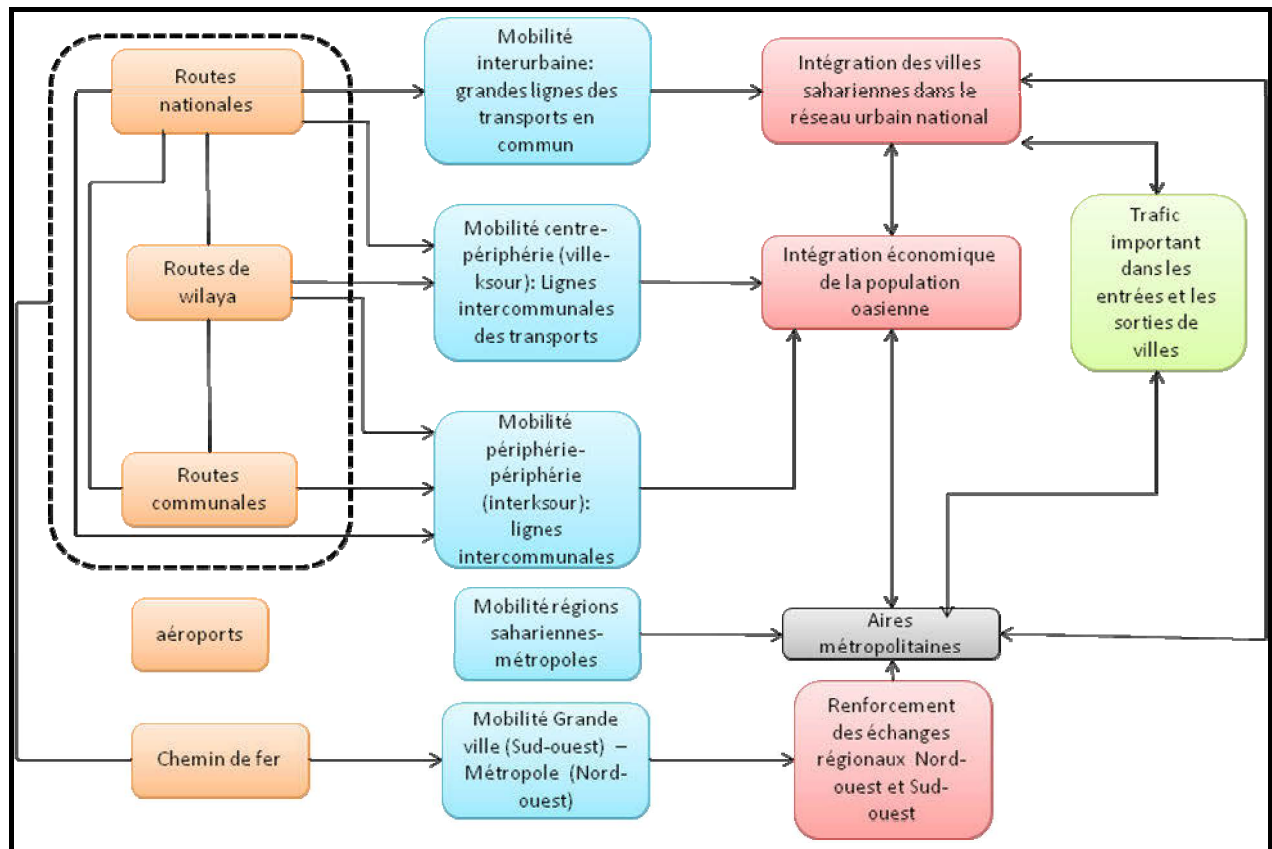 Routes
nationales
Routes de
wilaya
Routes
communales
aéroports
Chemin de fer
Mobilité
interurbaine:
grandes lignes des
transports en
commun
Mobilité centre-
périphérie (ville-
ksour): Lignes
intercommunales
des transports
Mobilité
périphérie-
périphérie
(interksour):
lignes
intercommunales
Mobilité régions
sahariennes-
métropoles
Mobilité Grande
ville (Sud-ouest) –
Métropole (Nord-
ouest)
Intégration des villes
sahariennes dans le
réseau urbain national
Intégration économique
de la population
oasienne
Aires
métropolitaines
Renforcement
des échanges
régionaux Nord-
ouest et Sud-
ouest
Trafic
important
dans les
entrées et les
sorties de
villes